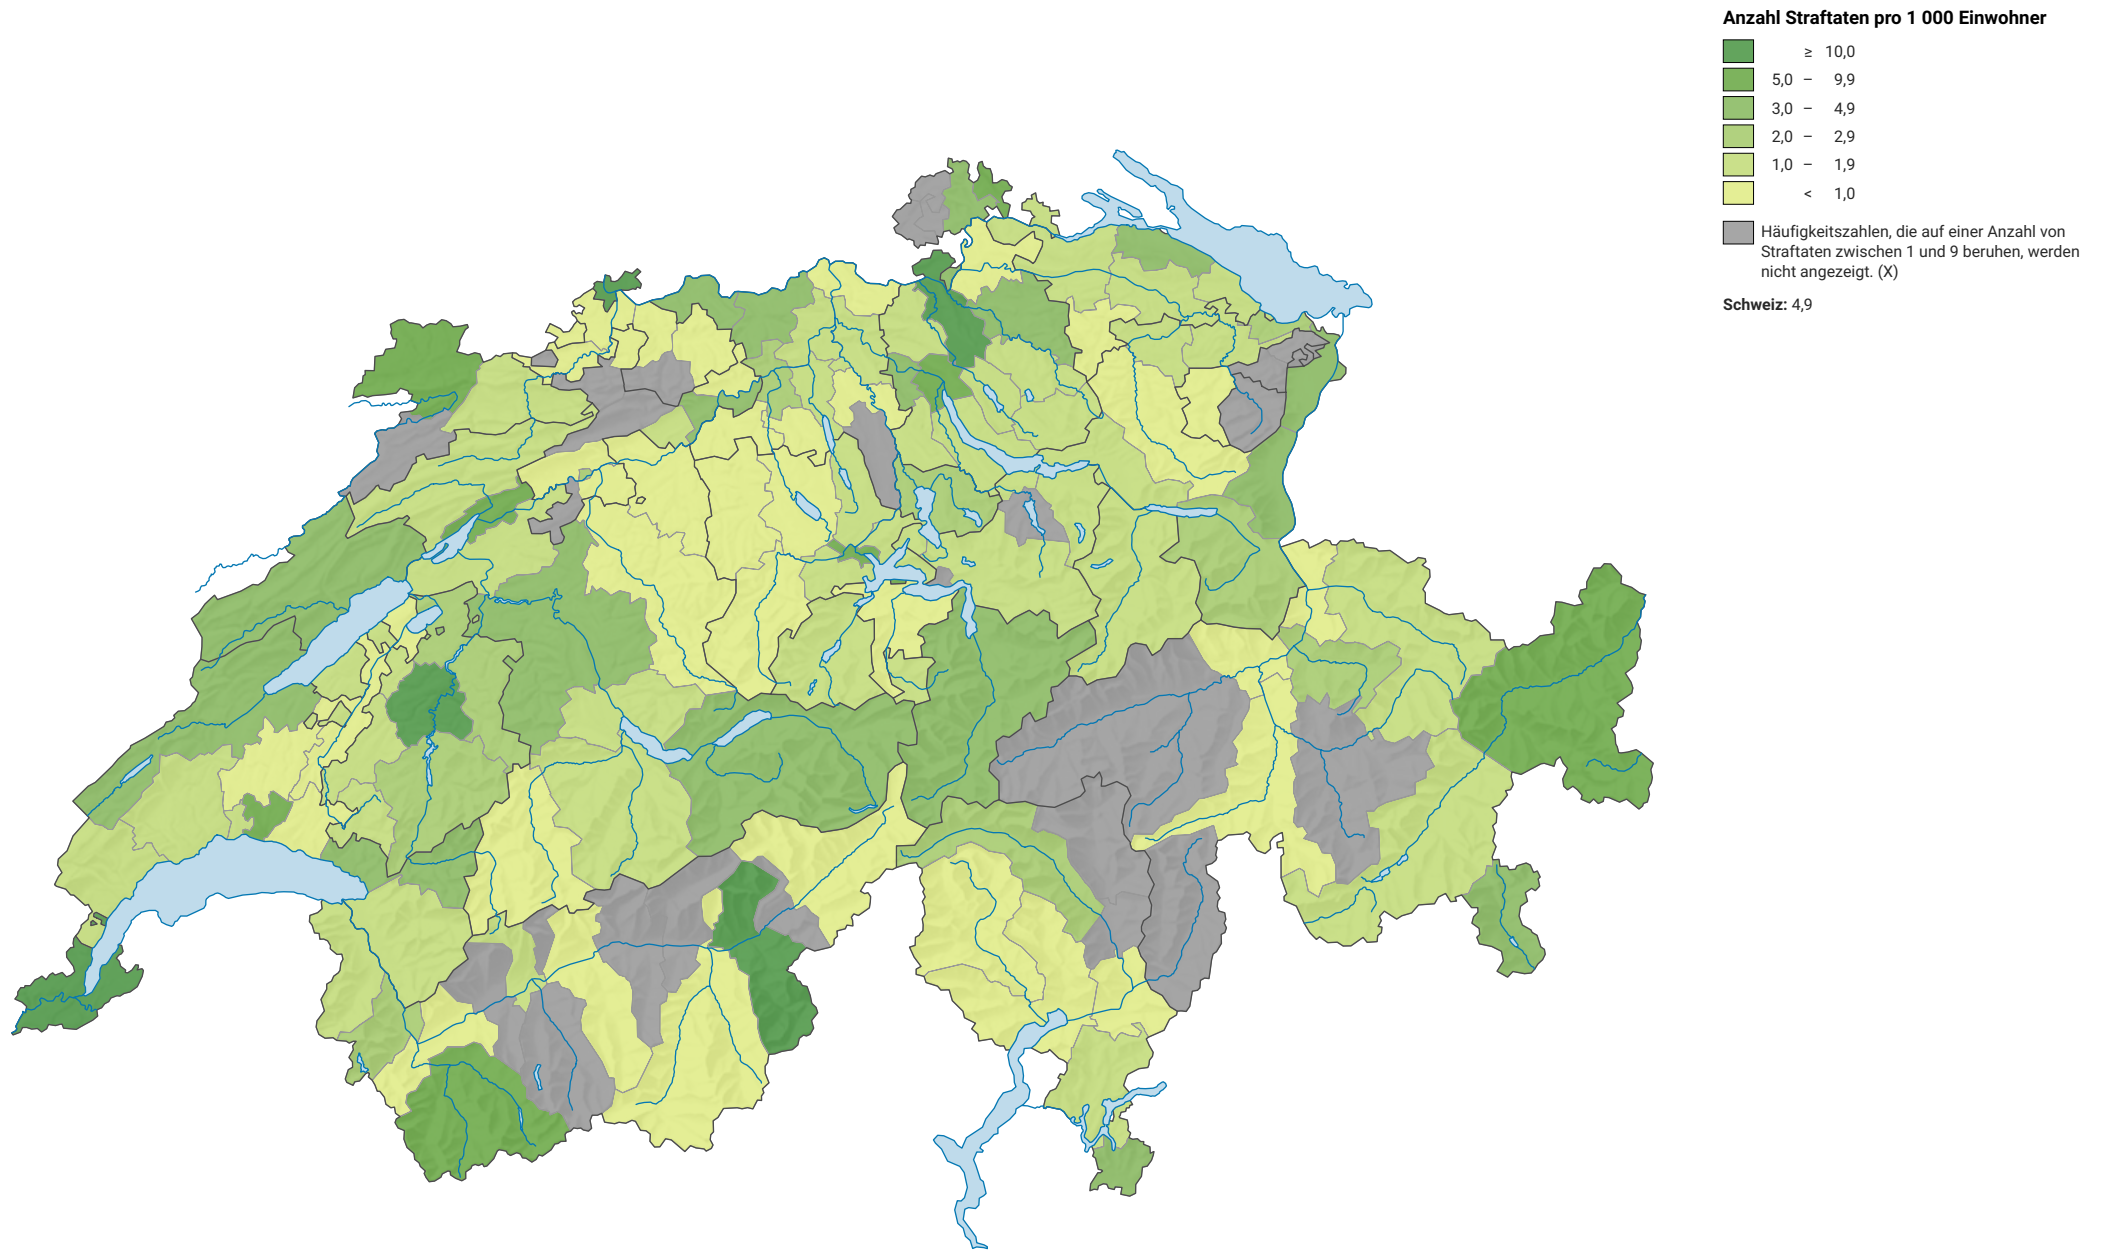 Anzahl Straftaten pro 1 000 Einwohner
≥ 10,0
5,0 – 9,9
3,0 – 4,9
2,0 – 2,9
1,0 – 1,9
< 1,0
Häufigkeitszahlen, die auf einer Anzahl von
Straftaten zwischen 1 und 9 beruhen, werden
nicht angezeigt. (X)
Schweiz: 4,9